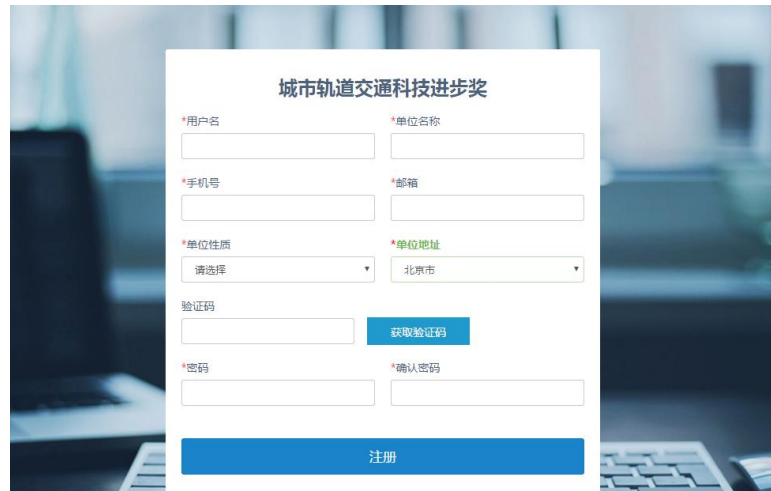 城市轨道交通科技进步奖
*用户名 *单位名称
*手机号 *邮箱
*单位性质 *单位地址
请选择 北京市
验证码
获取验证码
*密码 *确认密码
注册